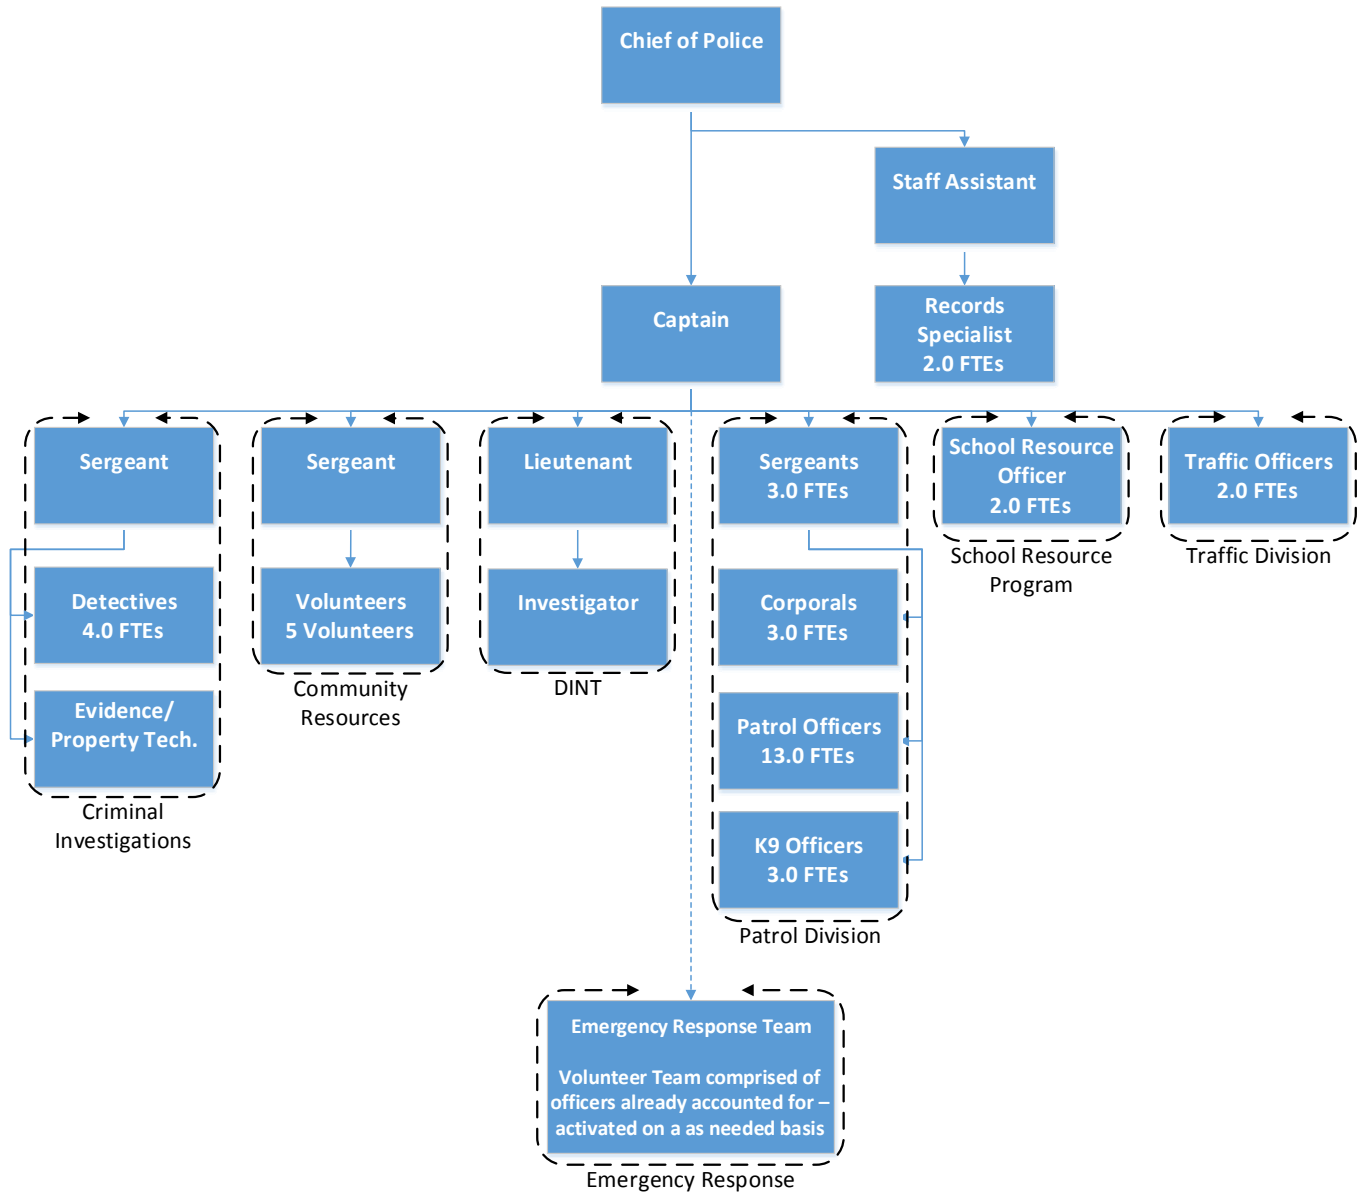 Chief of Police
Staff Assistant
Captain
Records
Specialist
2.0 FTEs
Sergeant
Sergeant
Lieutenant
Sergeants
3.0 FTEs
School Resource
Officer
2.0 FTEs
Traffic Officers
2.0 FTEs
School Resource
Program
Traffic Division
Detectives
4.0 FTEs
Volunteers
5 Volunteers
Investigator
Corporals
3.0 FTEs
Community
Resources
DINT
Evidence/
Property Tech.
Patrol Officers
13.0 FTEs
Criminal
Investigations
K9 Officers
3.0 FTEs
Patrol Division
Emergency Response Team
Volunteer Team comprised of
officers already accounted for –
activated on a as needed basis
Emergency Response